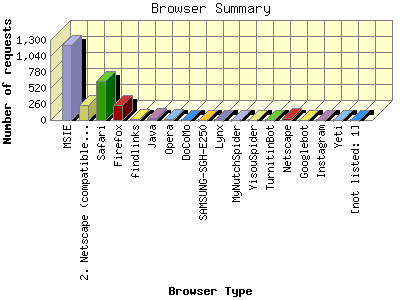 Browser Summary
Number of requests
1,300
1,040
780
520
260
0
MSIE
2. Netscape (compatible...
Safari
Firefox
findlinks
Java
Opera
DoCoMo
SAMSUNG-SGH-E250
Lynx
MyNutchSpider
YisouSpider
TurnitinBot
Netscape
Googlebot
Instagram
Yeti
[not listed: 1]
Browser Type